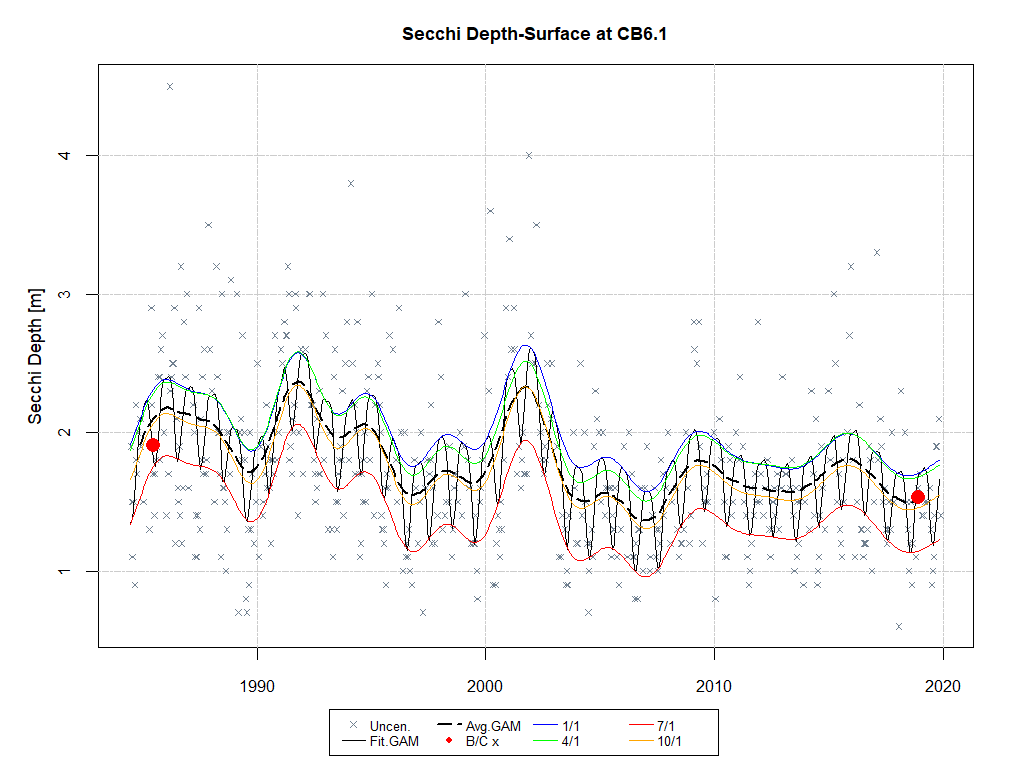 Secchi Depth-Surface at CB6.1
Secchi Depth [m]
4
3
2
1
1990 2000 2010 2020
Uncen. Avg.GAM 1/1 7/1
Fit.GAM B/C x 4/1 10/1